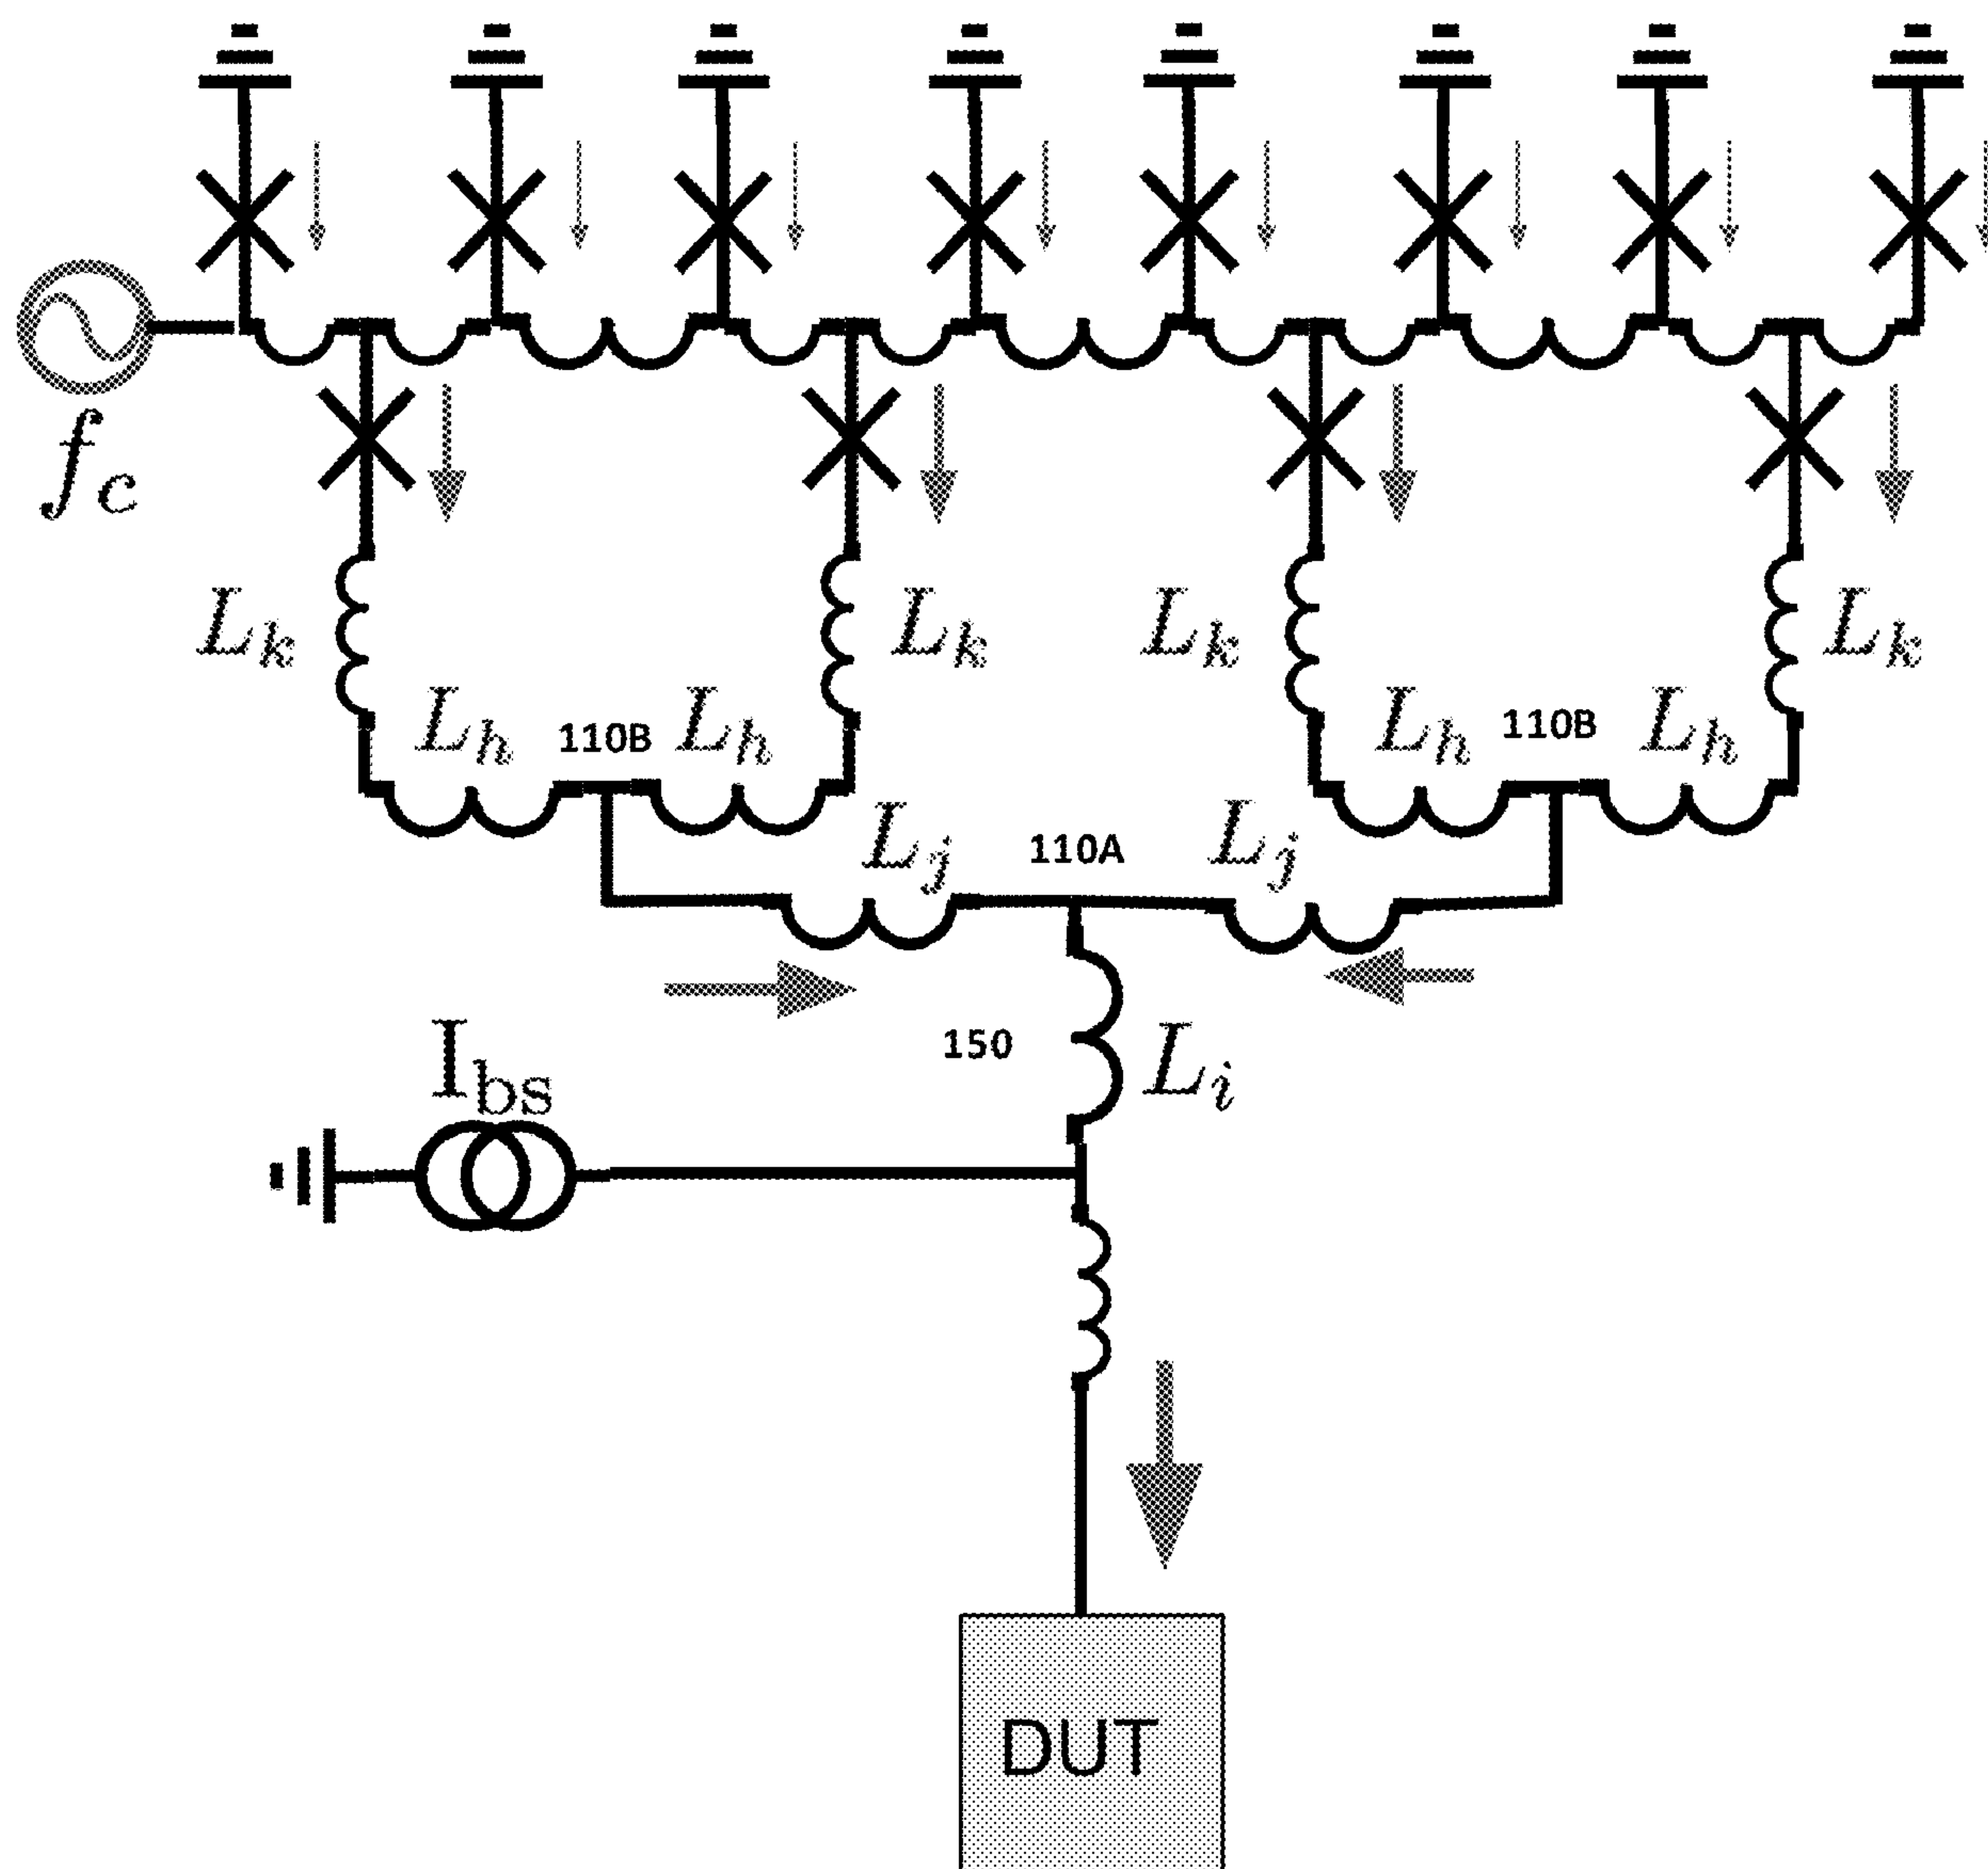 f_c
L_k L_k L_k L_k
L_h 110B L_h L_h 110B L_h
L_j 110A L_j
150 L_i
I_bs
DUT